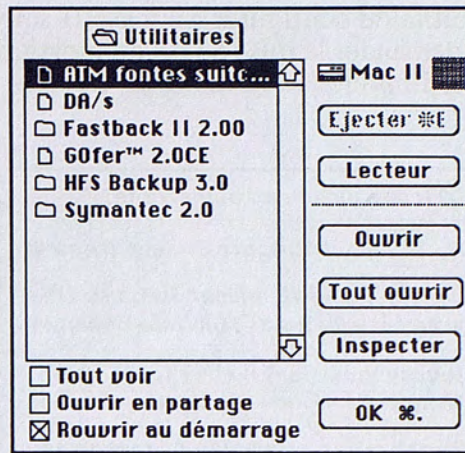 Utilitaires
ATM fontes suitc...
DA/s
Fastback II 2.00
GOfer™ 2.0CE
HFS Backup 3.0
Symantec 2.0
Mac II
Ejecter ⌘E
Lecteur
Ouvrir
Tout ouvrir
Inspecter
OK ⌘.
Tout voir
Ouvrir en partage
Rouvrir au démarrage